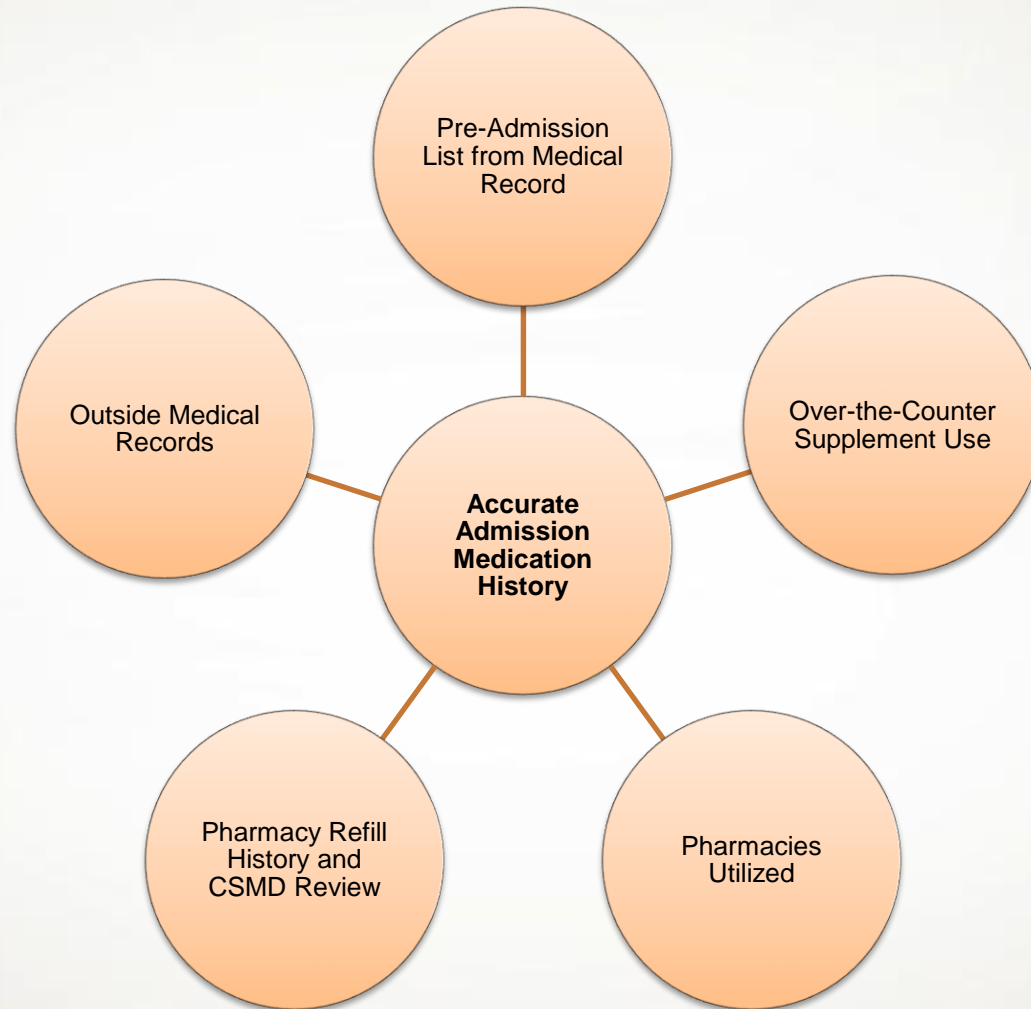 Pre-Admission
List from Medical
Record
Outside Medical
Records
Over-the-Counter
Supplement Use
Accurate
Admission
Medication
History
Pharmacy Refill
History and
CSMD Review
Pharmacies
Utilized